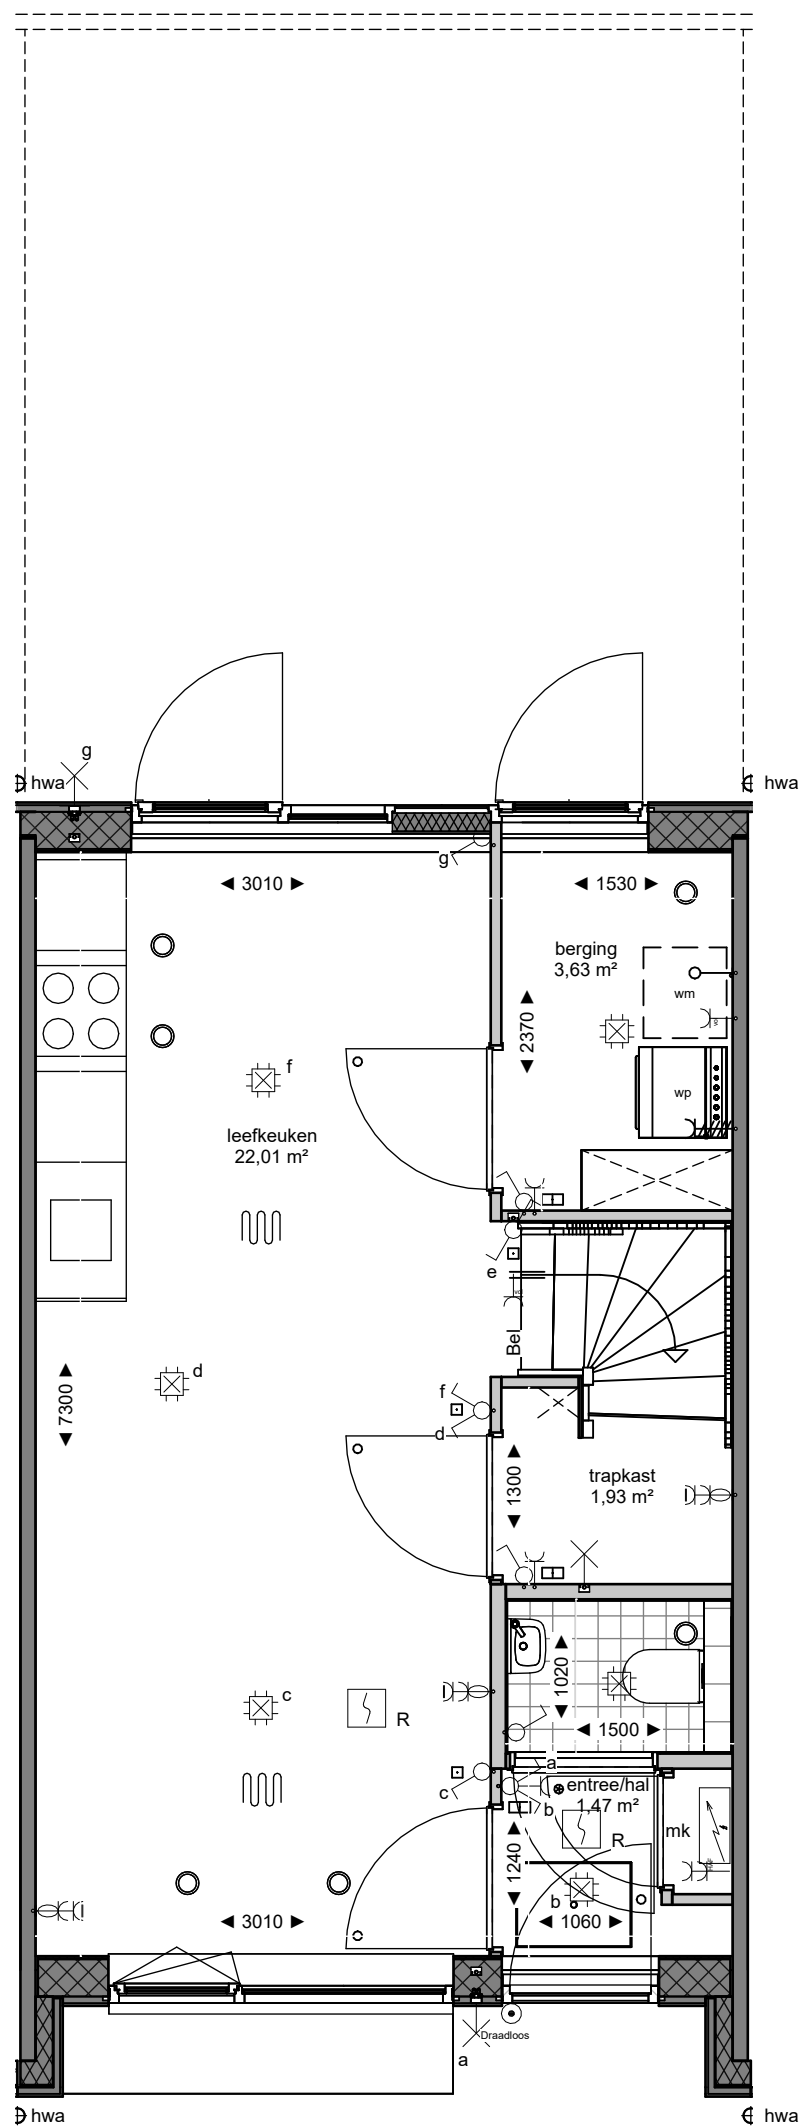 g
hwa
hwa
g
3010
1530
berging
3,63 m²
wm
2370
f
wp
leefkeuken
22,01 m²
e
Bel
d
f
7300
d
trapkast
1,93 m²
1300
1020
c
R
1500
a
entree/hal
1,47 m²
c
b
mk
R
1240
b
3010
1060
Draadloos
a
hwa
hwa